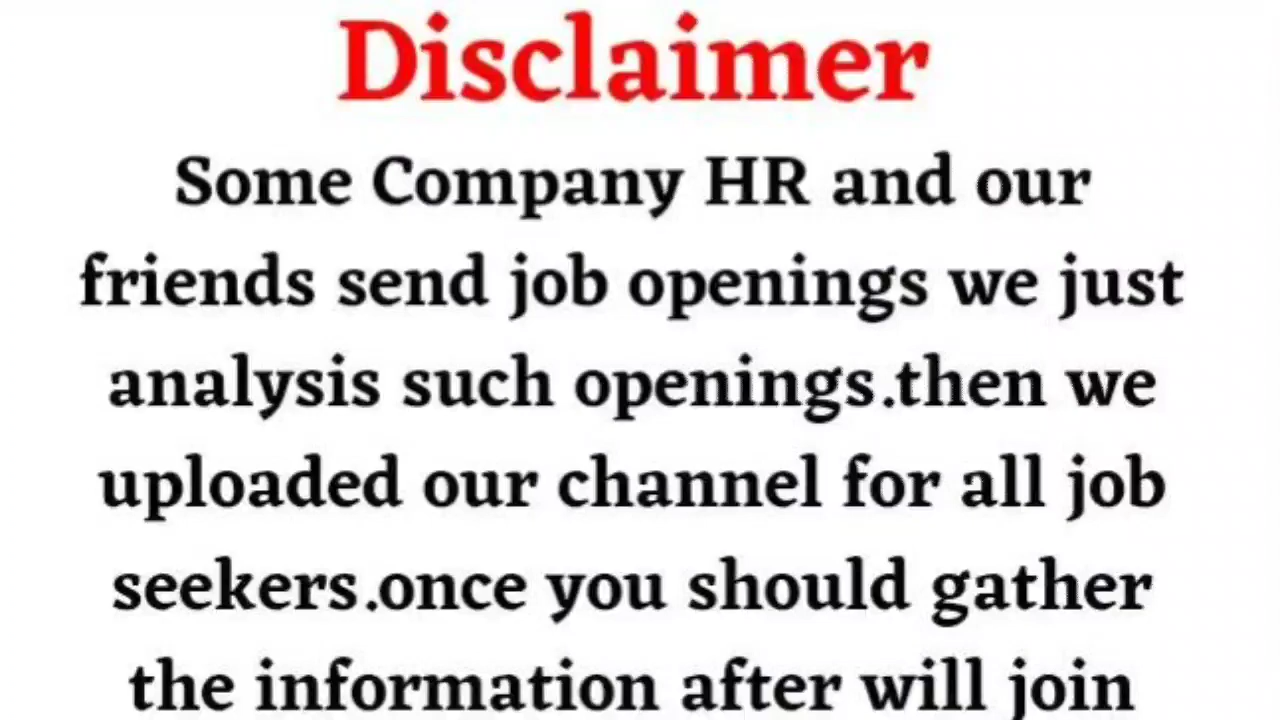 Disclaimer
Some Company HR and our
friends send job openings we just
analysis such openings.then we
uploaded our channel for all job
seekers.once you should gather
the information after will join